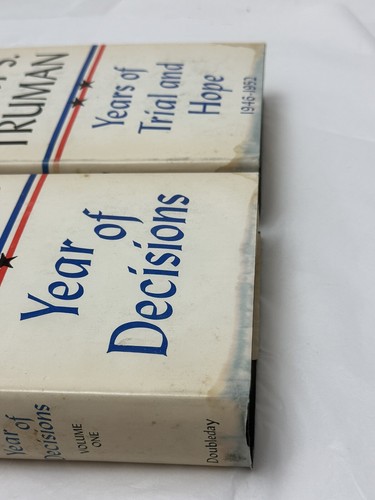 S.
TRUMAN
Years of
Trial and
Hope
1946-1952
Year of
Decisions
Year of
Decisions
VOLUME
ONE
Doubleday